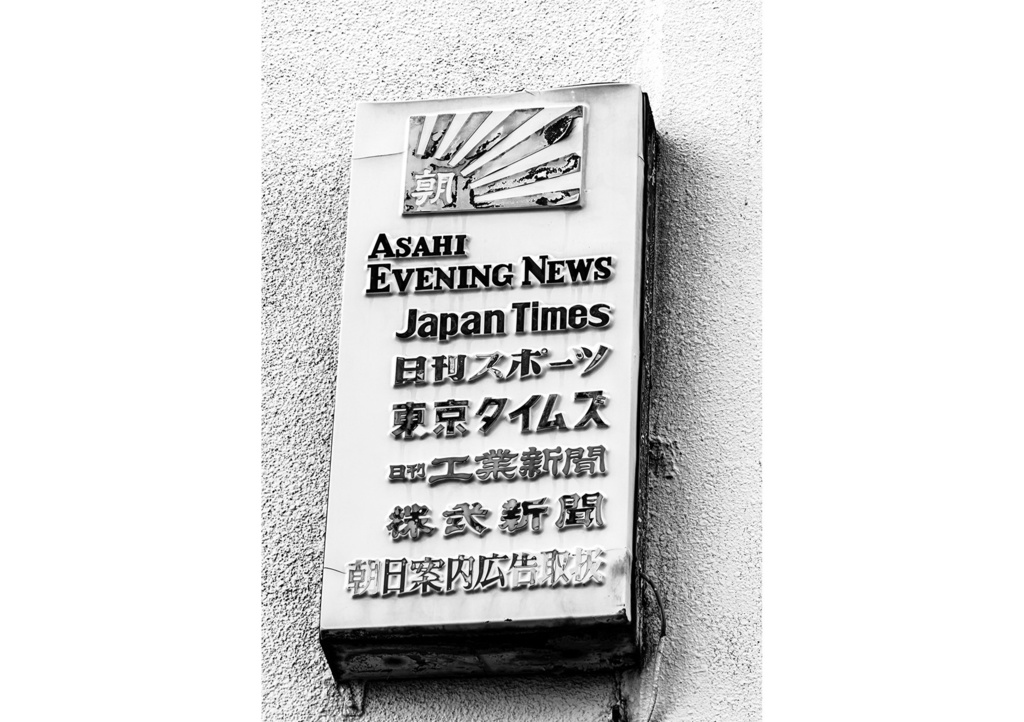 朝
ASAHI
EVENING NEWS
Japan Times
日刊スポーツ
東京タイムズ
日刊工業新聞
株式新聞
朝日案内広告取扱